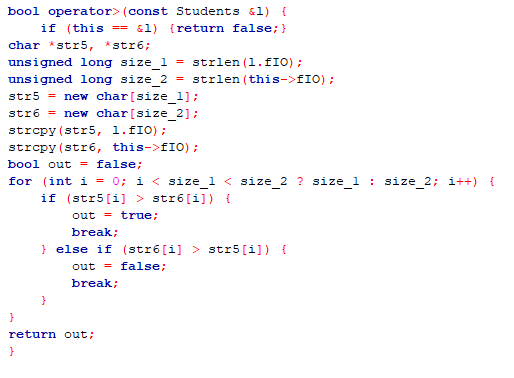 bool operator>(const Students &l) {
    if (this == &l) {return false;}
char *str5, *str6;
unsigned long size_1 = strlen(l.fIO);
unsigned long size_2 = strlen(this->fIO);
str5 = new char[size_1];
str6 = new char[size_2];
strcpy(str5, l.fIO);
strcpy(str6, this->fIO);
bool out = false;
for (int i = 0; i < size_1 < size_2 ? size_1 : size_2; i++) {
    if (str5[i] > str6[i]) {
        out = true;
        break;
    } else if (str6[i] > str5[i]) {
        out = false;
        break;
    }
}
return out;
}